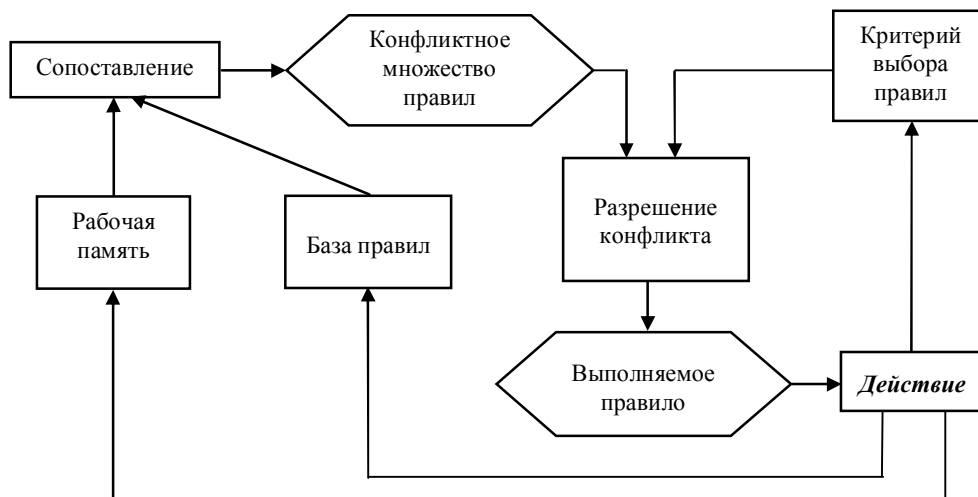 Сопоставление
Конфликтное
множество
правил
Критерий
выбора
правил
Рабочая
память
База правил
Разрешение
конфликта
Выполняемое
правило
Действие